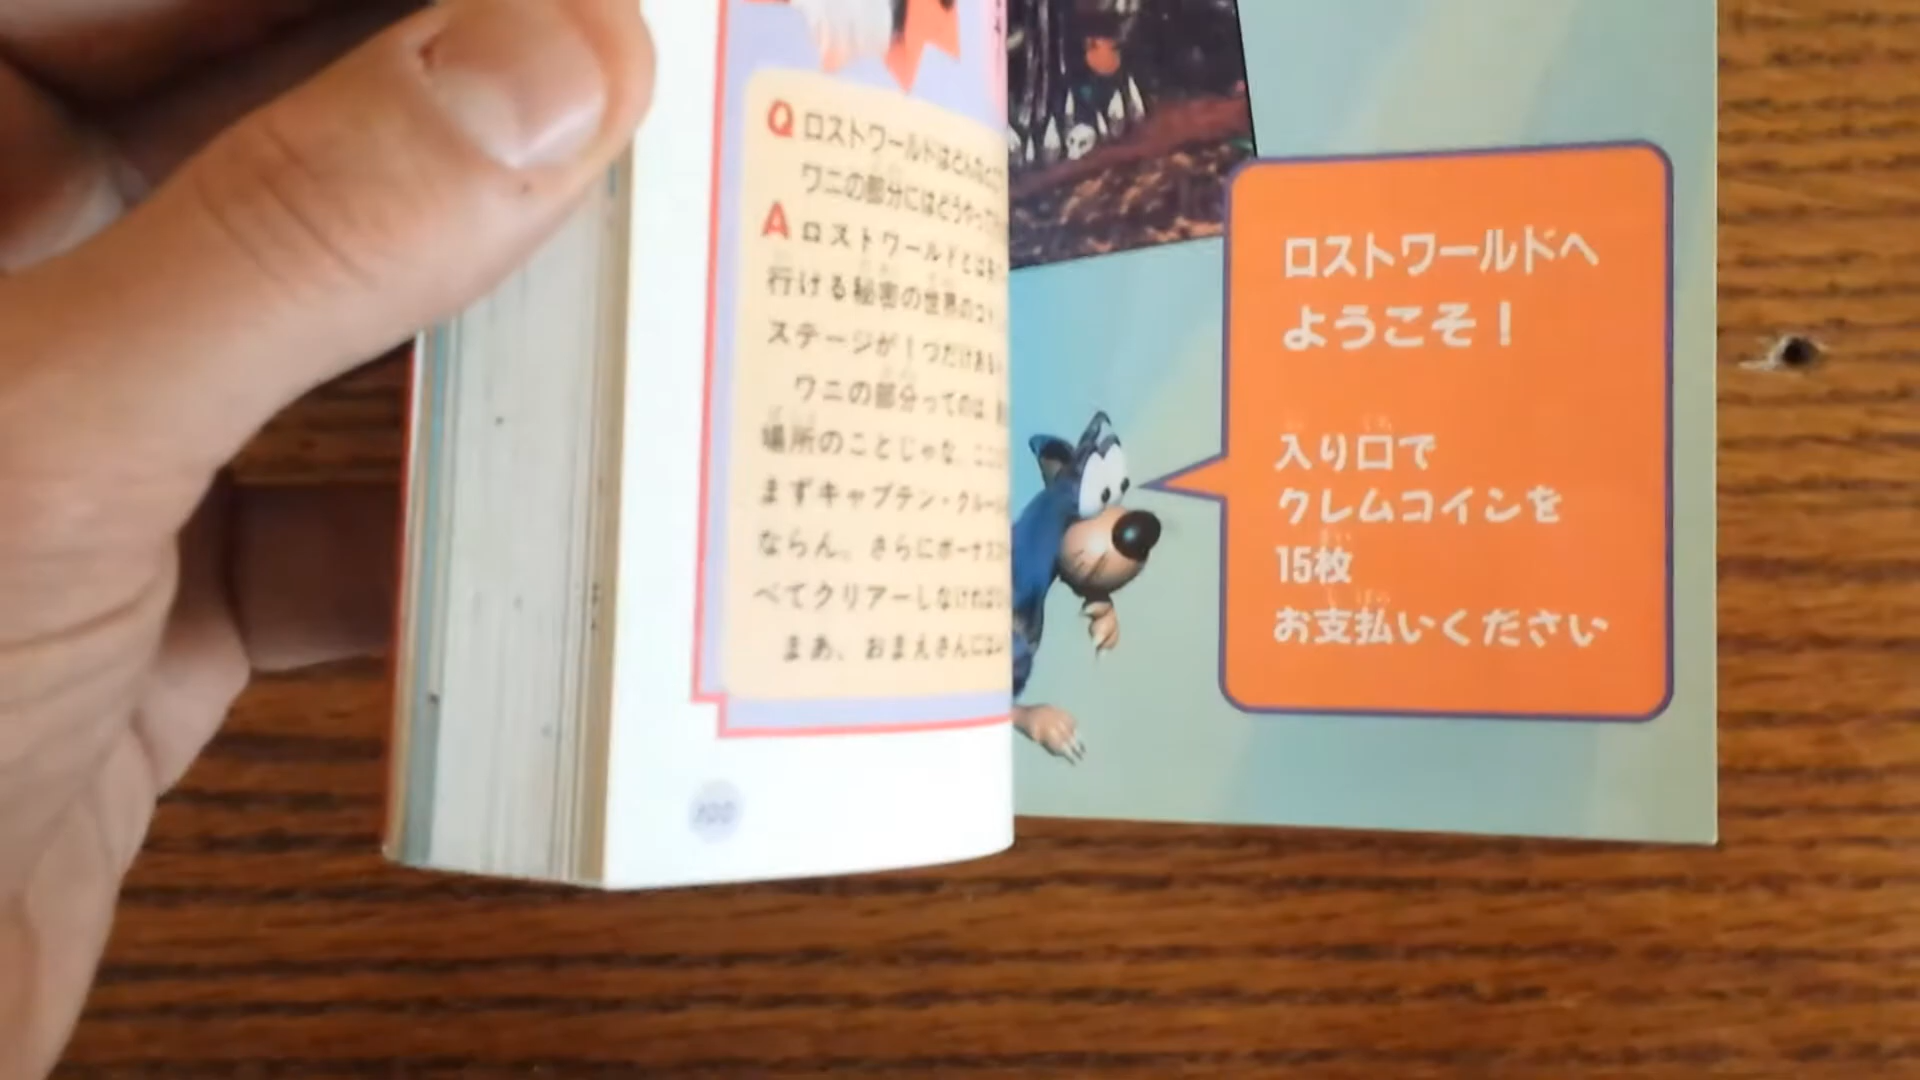 Q ロストワールドはどんな
ワニの部分にはどうやって
A ロストワールドとは
行ける秘密の世界のコト
ステージが1つだけある
ワニの部分ってのは、
場所のことじゃな。ここに
まずキャプテン・クルー
ならん。さらにボーナス
べてクリアーしなければ
まあ、おまえさんには
100
ロストワールドへ
ようこそ！
入り口で
クレムコインを
15枚
お支払いください